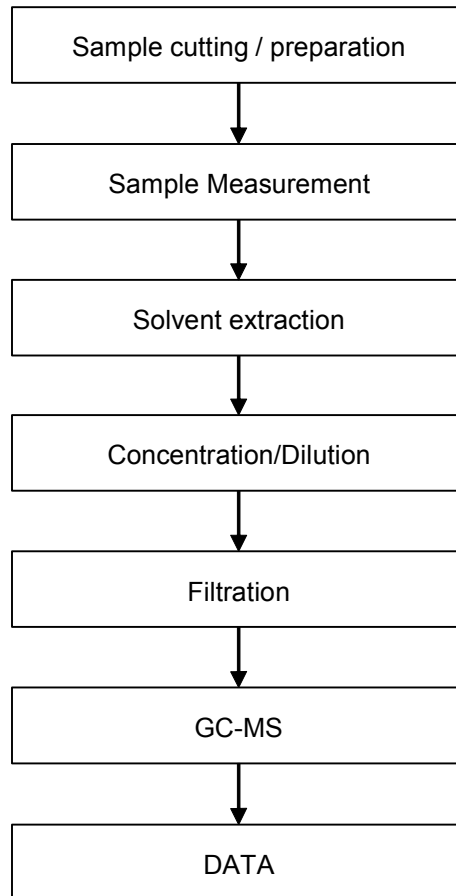 Sample cutting / preparation
Sample Measurement
Solvent extraction
Concentration/Dilution
Filtration
GC-MS
DATA